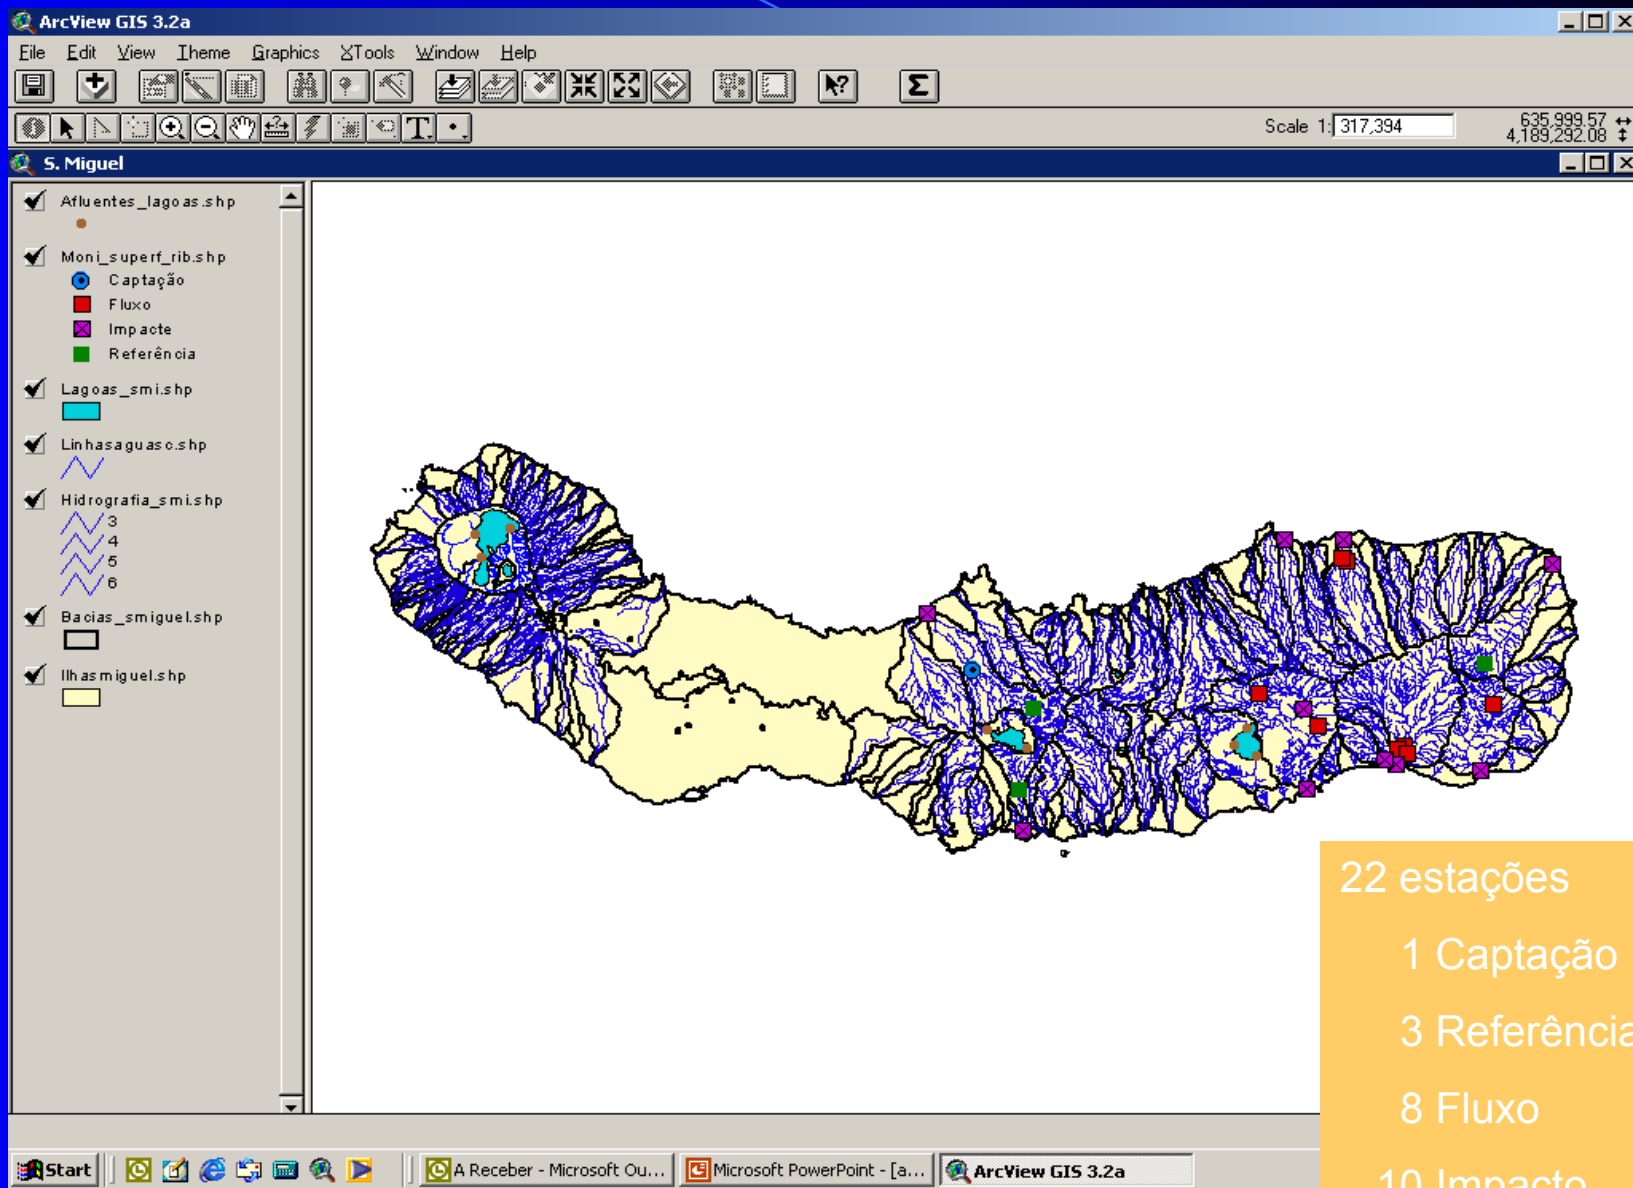 ArcView GIS 3.2a
File Edit View Theme Graphics XTools Window Help
Scale 1: 317,394
635,999.57
4,189,292.08
S. Miguel
Afluentes_lagoas.shp
Moni_superf_rib.shp
Captação
Fluxo
Impacte
Referência
Lagoas_smi.shp
Linhasaguasc.shp
Hidrografia_smi.shp
3
4
5
6
Bacias_smiguel.shp
Ilhasmiguel.shp
22 estações
1 Captação
3 Referência
8 Fluxo
10 Impacto
Start
A Receber - Microsoft Ou...
Microsoft PowerPoint - [a...
ArcView GIS 3.2a